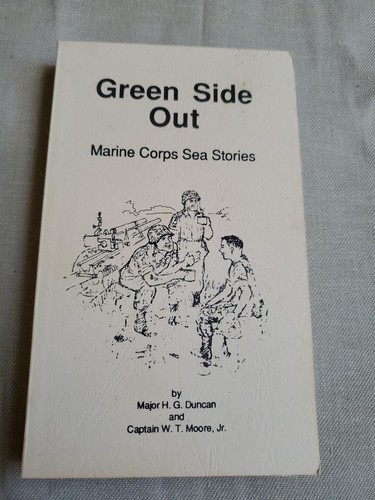 Green Side
Out
Marine Corps Sea Stories
by
Major H. G. Duncan
and
Captain W. T. Moore, Jr.